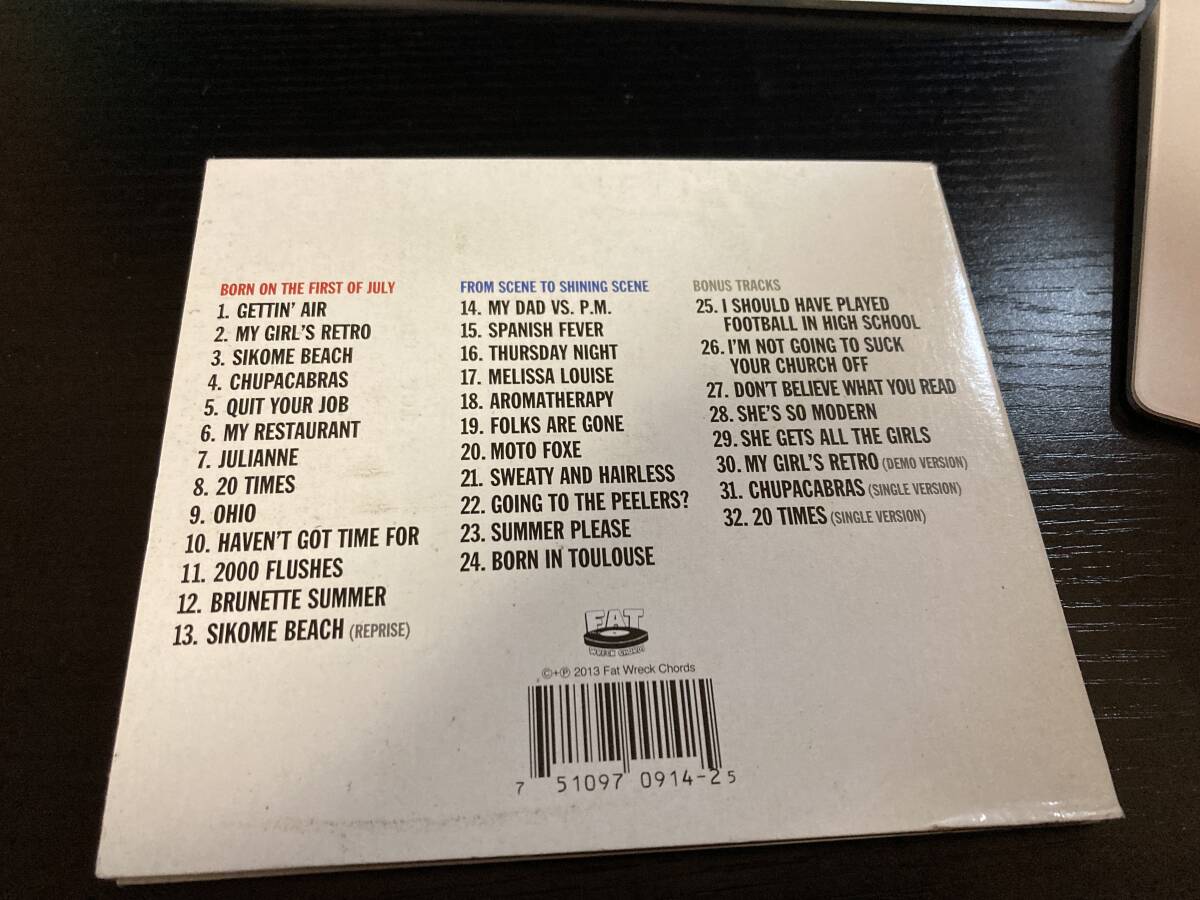 BORN ON THE FIRST OF JULY
1. GETTIN' AIR
2. MY GIRL'S RETRO
3. SIKOME BEACH
4. CHUPACABRAS
5. QUIT YOUR JOB
6. MY RESTAURANT
7. JULIANNE
8. 20 TIMES
9. OHIO
10. HAVEN'T GOT TIME FOR
11. 2000 FLUSHES
12. BRUNETTE SUMMER
13. SIKOME BEACH (REPRISE)
FROM SCENE TO SHINING SCENE
14. MY DAD VS. P.M.
15. SPANISH FEVER
16. THURSDAY NIGHT
17. MELISSA LOUISE
18. AROMATHERAPY
19. FOLKS ARE GONE
20. MOTO FOXE
21. SWEATY AND HAIRLESS
22. GOING TO THE PEELERS?
23. SUMMER PLEASE
24. BORN IN TOULOUSE
BONUS TRACKS
25. I SHOULD HAVE PLAYED
FOOTBALL IN HIGH SCHOOL
26. I'M NOT GOING TO SUCK
YOUR CHURCH OFF
27. DON'T BELIEVE WHAT YOU READ
28. SHE'S SO MODERN
29. SHE GETS ALL THE GIRLS
30. MY GIRL'S RETRO (DEMO VERSION)
31. CHUPACABRAS (SINGLE VERSION)
32. 20 TIMES (SINGLE VERSION)
FAT
WRECK CHORDS
©+℗ 2013 Fat Wreck Chords
7 51097 0914-2 5